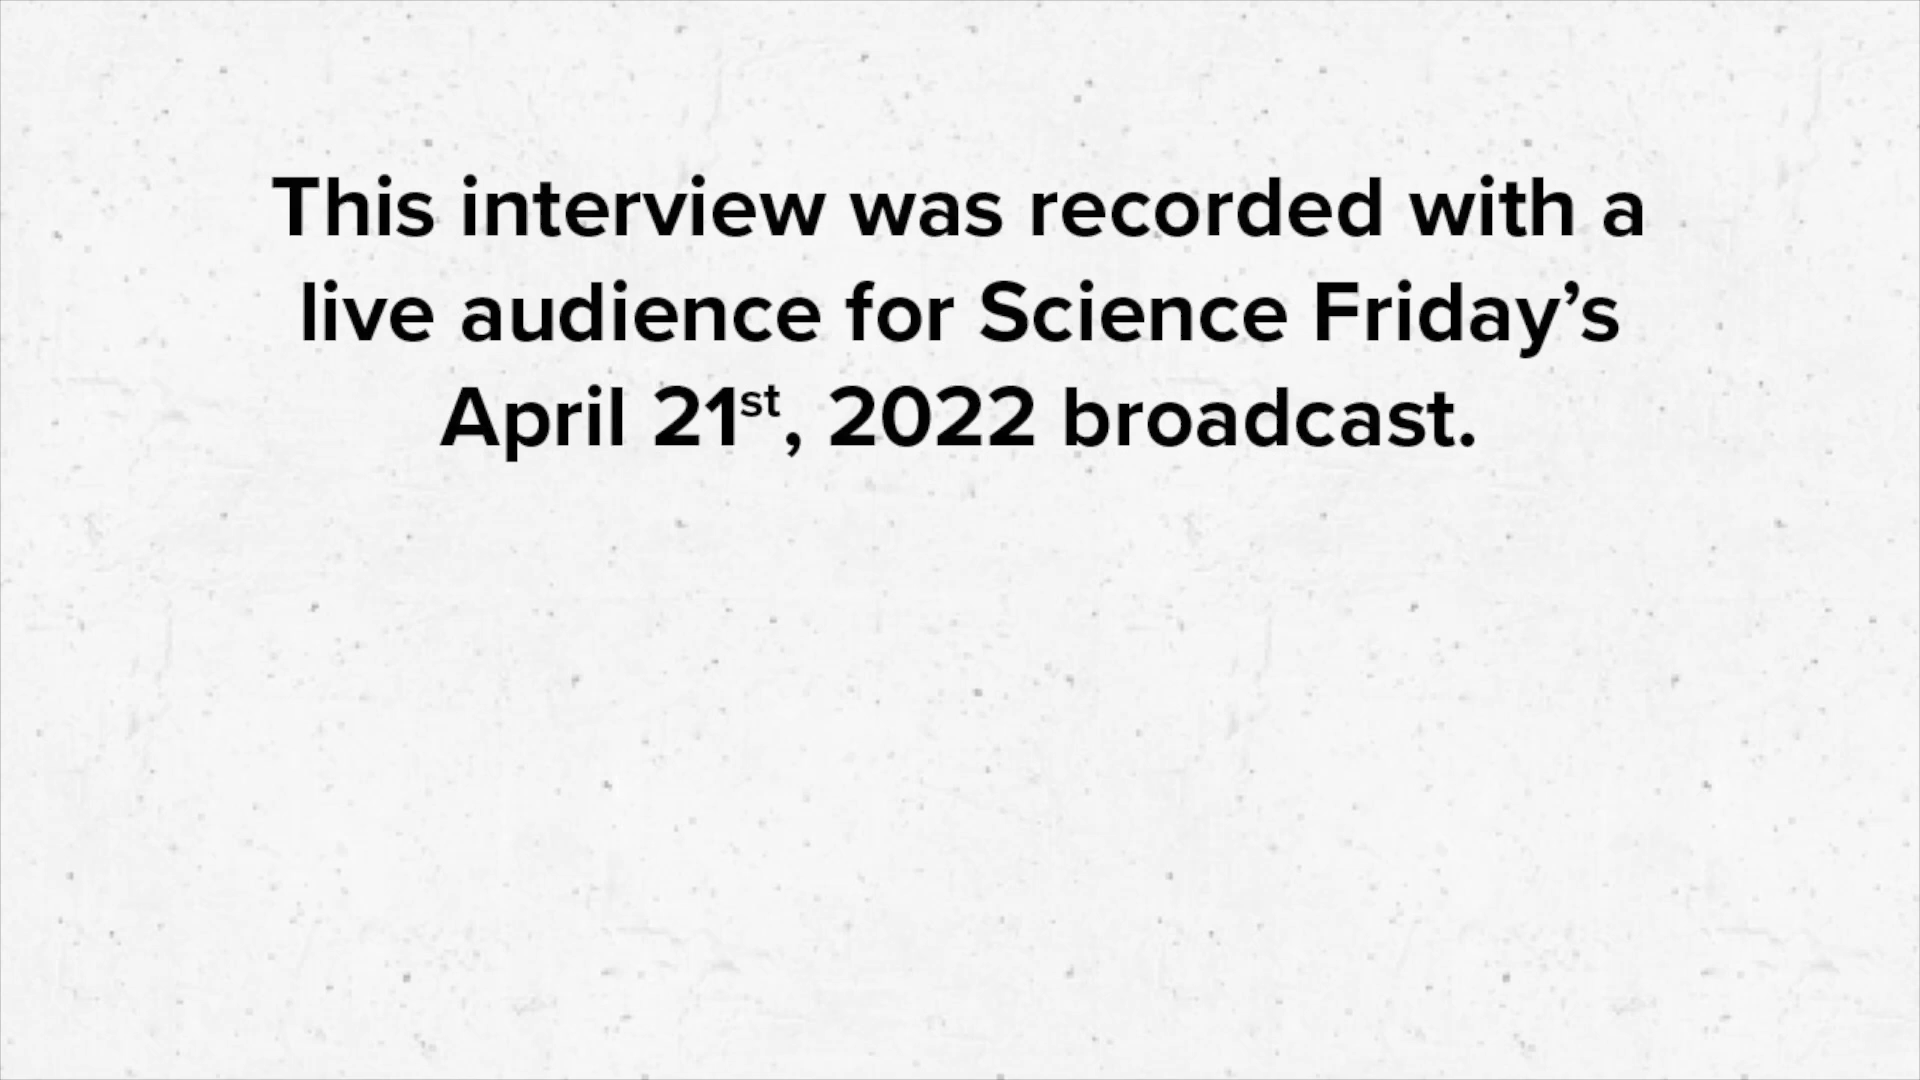 This interview was recorded with a
live audience for Science Friday’s
April 21st, 2022 broadcast.